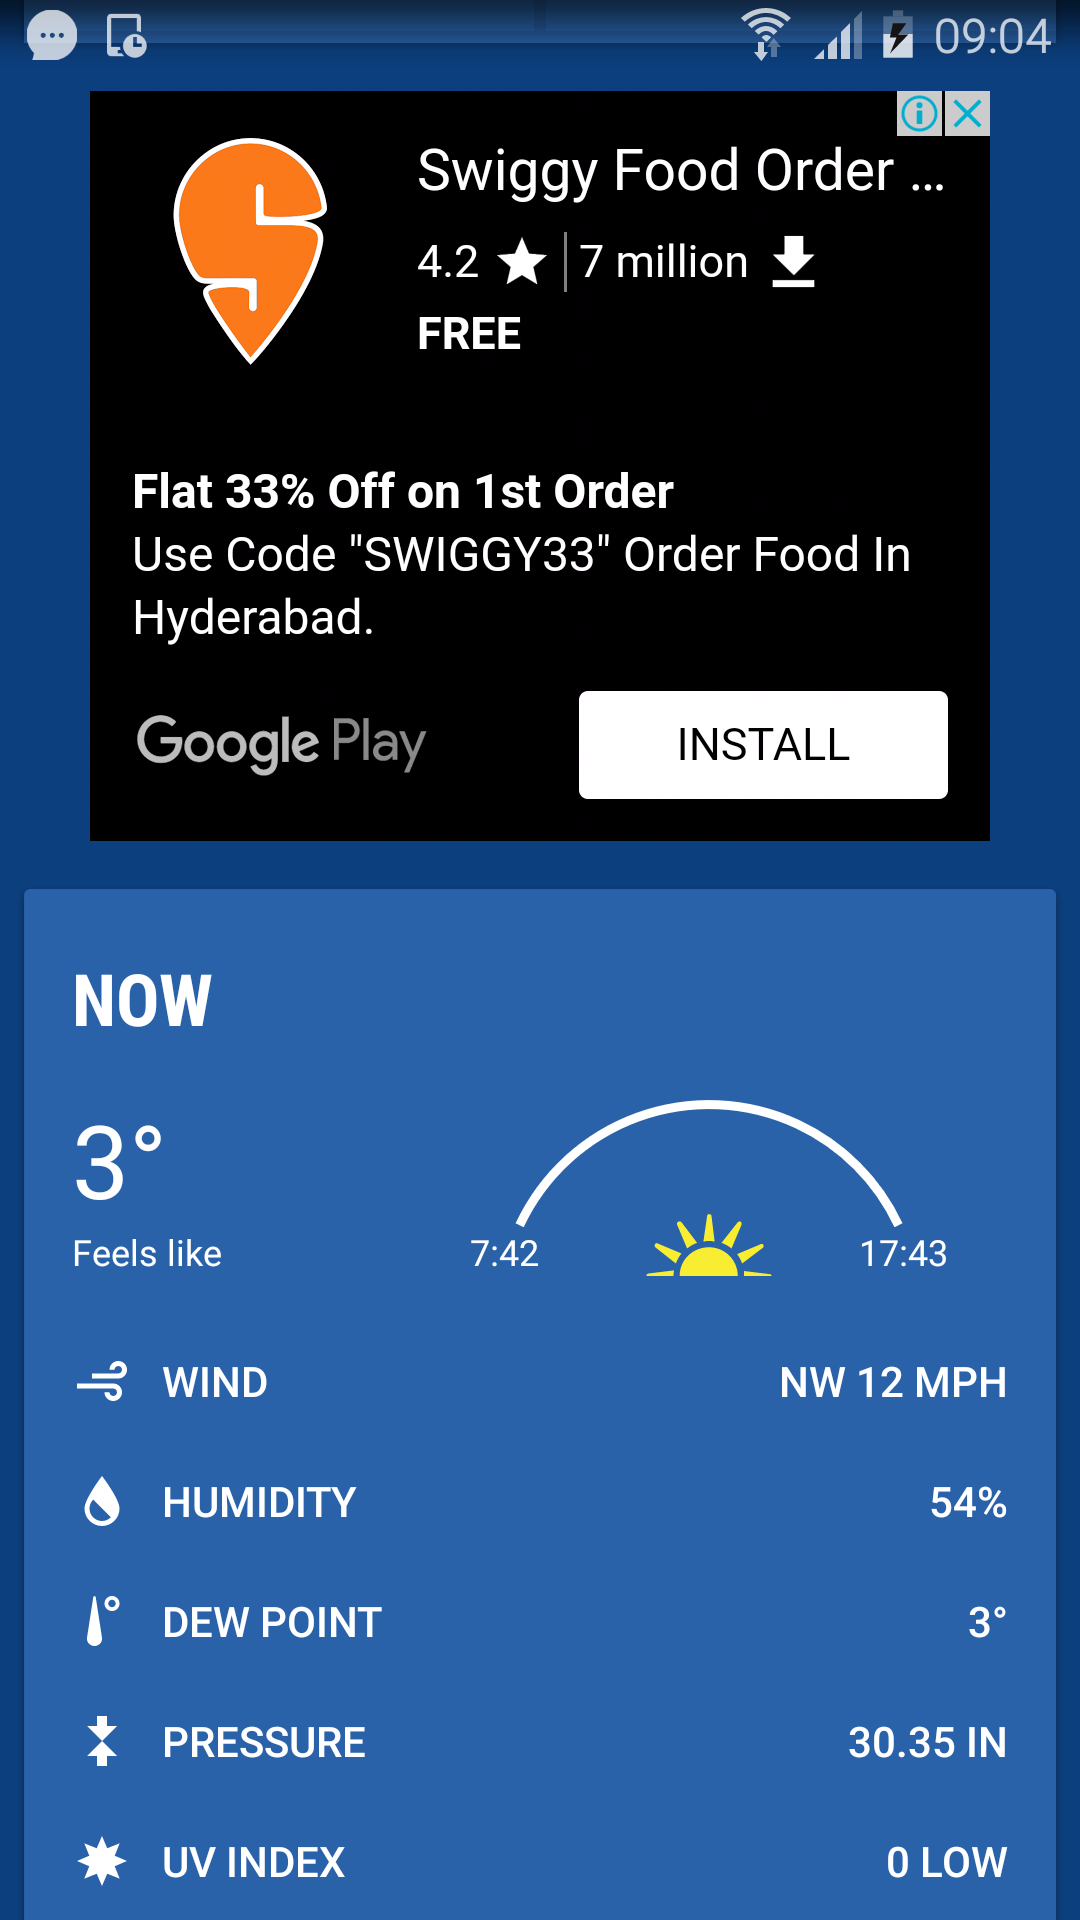 09:04
Swiggy Food Order ...
4.2 7 million
FREE
Flat 33% Off on 1st Order
Use Code "SWIGGY33" Order Food In
Hyderabad.
Google Play
INSTALL
NOW
3°
Feels like
7:42 17:43
WIND NW 12 MPH
HUMIDITY 54%
DEW POINT 3°
PRESSURE 30.35 IN
UV INDEX 0 LOW